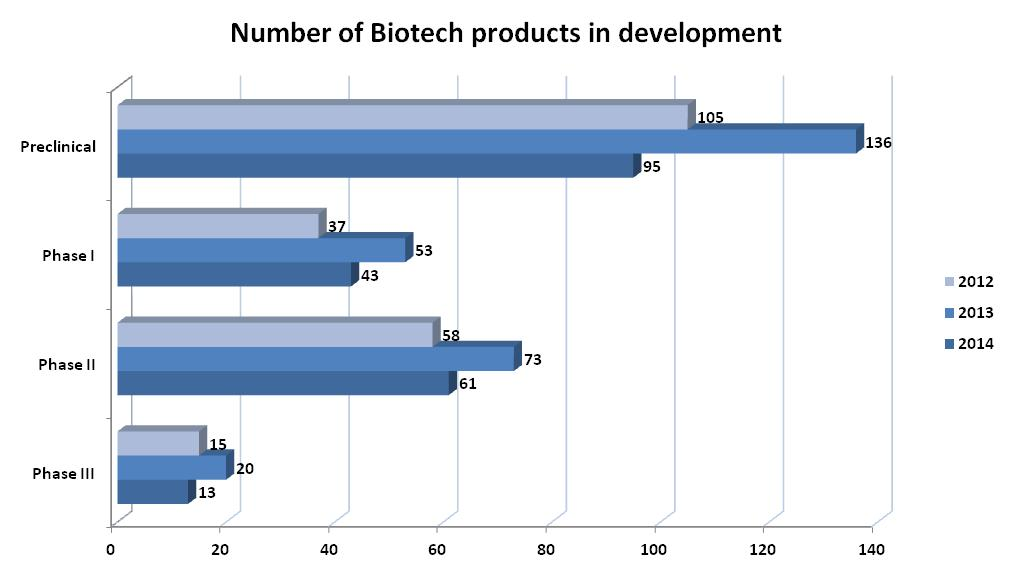 Number of Biotech products in development
Preclinical
105
136
95
Phase I
37
53
43
Phase II
58
73
61
Phase III
15
20
13
0 20 40 60 80 100 120 140
2012
2013
2014